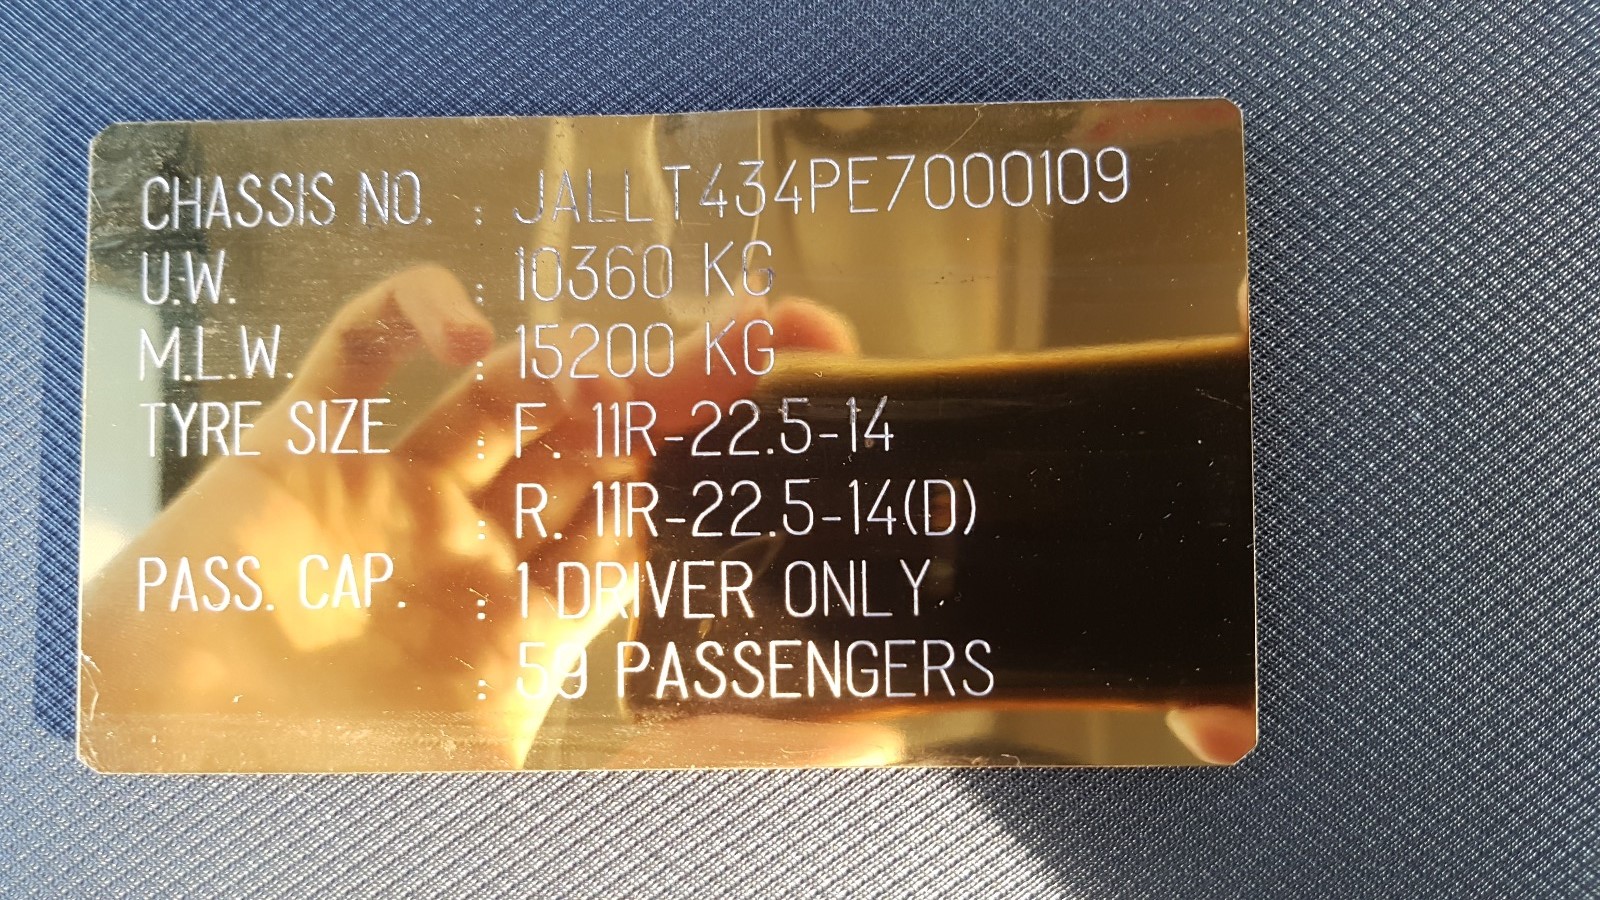 CHASSIS NO. : JALLT434PE7000109
U.W. : 10360 KG
M.L.W. : 15200 KG
TYRE SIZE : F. 11R-22.5-14
: R. 11R-22.5-14(D)
PASS. CAP. : 1 DRIVER ONLY
: 59 PASSENGERS